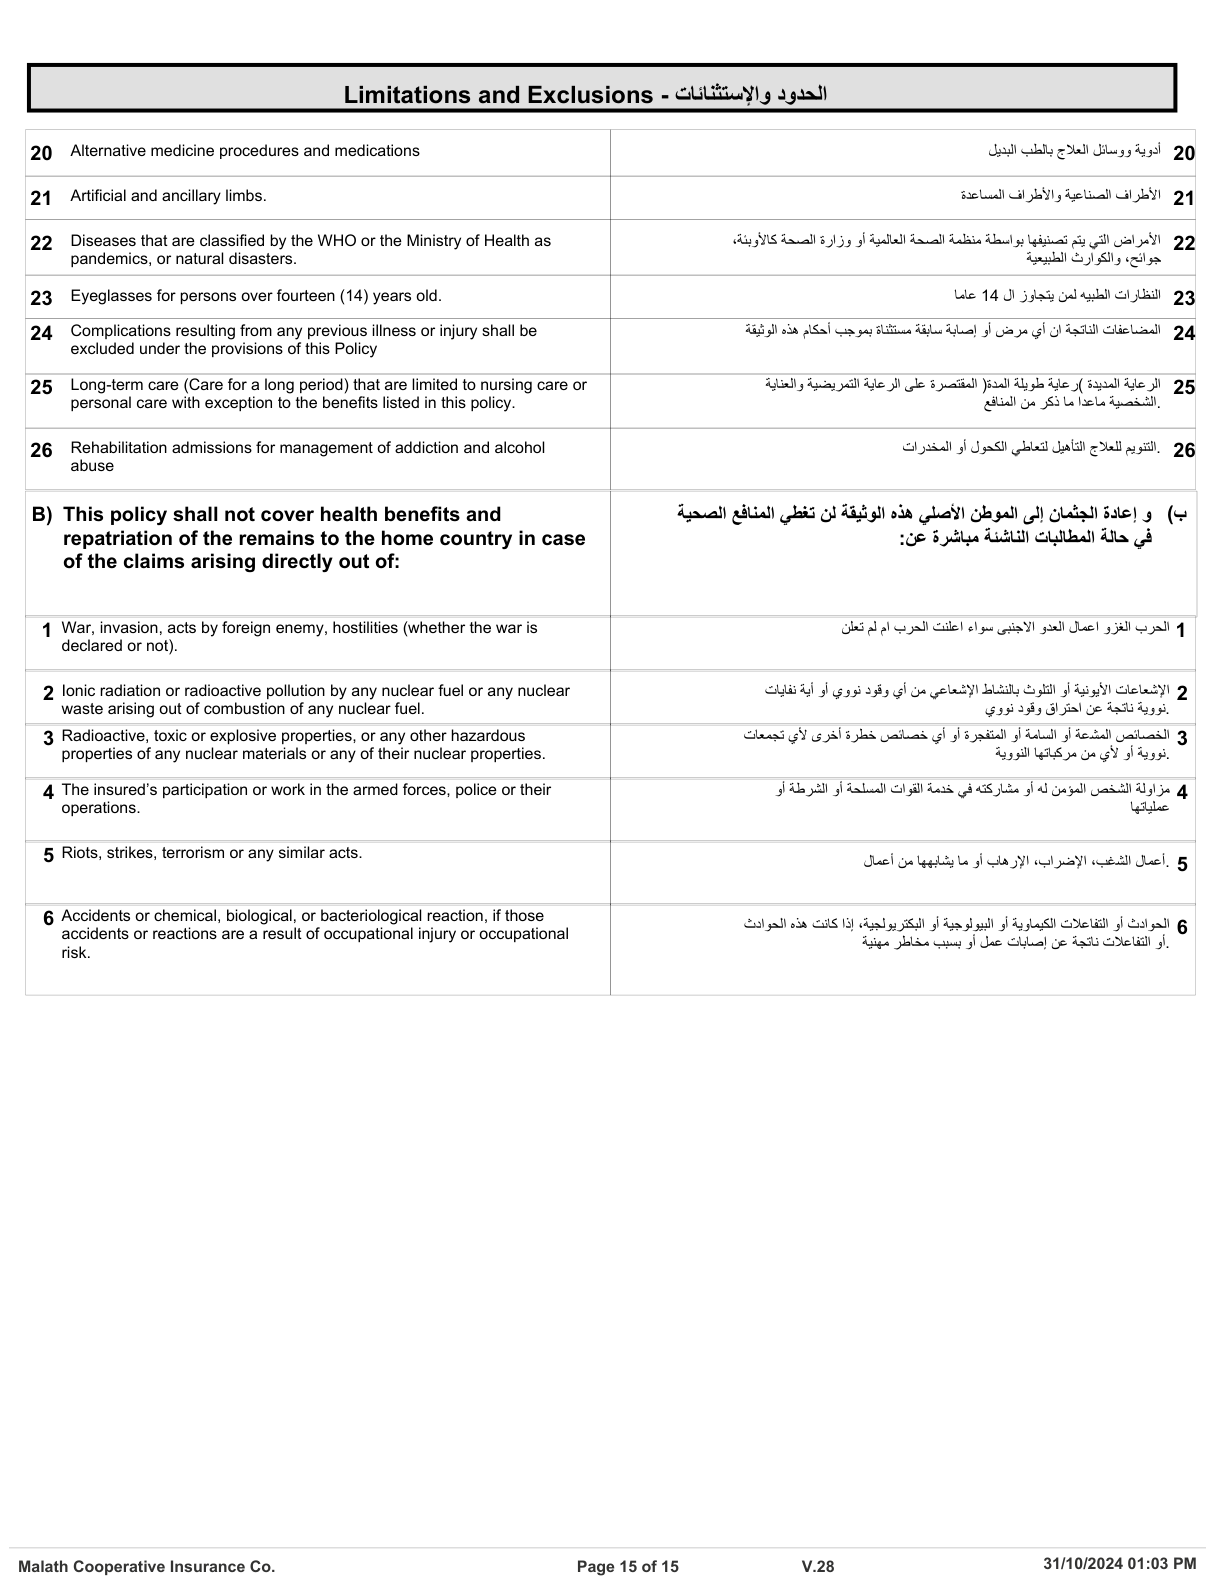 Limitations and Exclusions - الحدود والإستثنائات
20 Alternative medicine procedures and medications
أدوية ووسائل العلاج بالطب البديل 20
21 Artificial and ancillary limbs.
الأطراف الصناعية والأطراف المساعدة 21
22 Diseases that are classified by the WHO or the Ministry of Health as
pandemics, or natural disasters.
الأمراض التي يتم تصنيفها بواسطة منظمة الصحة العالمية أو وزارة الصحة كالأوبئة، 22
جوائح، والكوارث الطبيعية
23 Eyeglasses for persons over fourteen (14) years old.
النظارات الطبيه لمن يتجاوز ال 14 عاما 23
24 Complications resulting from any previous illness or injury shall be
excluded under the provisions of this Policy
المضاعفات الناتجة ان أي مرض أو إصابة سابقة مستثناة بموجب أحكام هذه الوثيقة 24
25 Long-term care (Care for a long period) that are limited to nursing care or
personal care with exception to the benefits listed in this policy.
الرعاية المديدة )رعاية طويلة المدة( المقتصرة على الرعاية التمريضية والعناية 25
.الشخصية ماعدا ما ذكر من المنافع
26 Rehabilitation admissions for management of addiction and alcohol
abuse
.التنويم للعلاج التأهيل لتعاطي الكحول أو المخدرات 26
B) This policy shall not cover health benefits and
repatriation of the remains to the home country in case
of the claims arising directly out of:
ب) و إعادة الجثمان إلى الموطن الأصلي هذه الوثيقة لن تغطي المنافع الصحية
في حالة المطالبات الناشئة مباشرة عن:
1 War, invasion, acts by foreign enemy, hostilities (whether the war is
declared or not).
الحرب الغزو اعمال العدو الاجنبى سواء اعلنت الحرب ام لم تعلن 1
2 Ionic radiation or radioactive pollution by any nuclear fuel or any nuclear
waste arising out of combustion of any nuclear fuel.
الإشعاعات الأيونية أو التلوث بالنشاط الإشعاعي من أي وقود نووي أو أية نفايات 2
.نووية ناتجة عن احتراق وقود نووي
3 Radioactive, toxic or explosive properties, or any other hazardous
properties of any nuclear materials or any of their nuclear properties.
الخصائص المشعة أو السامة أو المتفجرة أو أي خصائص خطرة أخرى لأي تجمعات 3
.نووية أو لأي من مركباتها النووية
4 The insured’s participation or work in the armed forces, police or their
operations.
مزاولة الشخص المؤمن له أو مشاركته في خدمة القوات المسلحة أو الشرطة أو 4
عملياتها
5 Riots, strikes, terrorism or any similar acts.
.أعمال الشغب، الإضراب، الإرهاب أو ما يشابهها من أعمال 5
6 Accidents or chemical, biological, or bacteriological reaction, if those
accidents or reactions are a result of occupational injury or occupational
risk.
الحوادث أو التفاعلات الكيماوية أو البيولوجية أو البكتريولجية، إذا كانت هذه الحوادث 6
.أو التفاعلات ناتجة عن إصابات عمل أو بسبب مخاطر مهنية
Malath Cooperative Insurance Co. Page 15 of 15 V.28 31/10/2024 01:03 PM